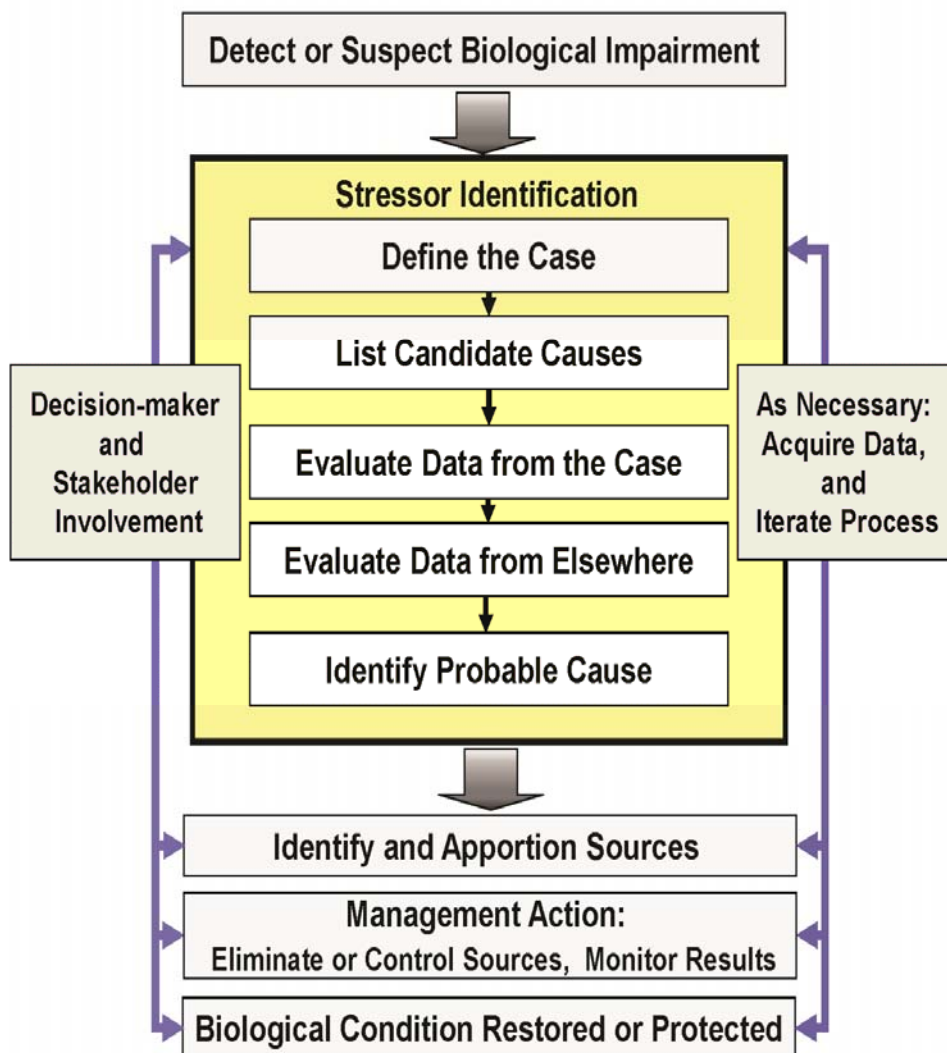 Detect or Suspect Biological Impairment
Stressor Identification
Define the Case
List Candidate Causes
Evaluate Data from the Case
Evaluate Data from Elsewhere
Identify Probable Cause
Decision-maker
and
Stakeholder
Involvement
As Necessary:
Acquire Data,
and
Iterate Process
Identify and Apportion Sources
Management Action:
Eliminate or Control Sources, Monitor Results
Biological Condition Restored or Protected